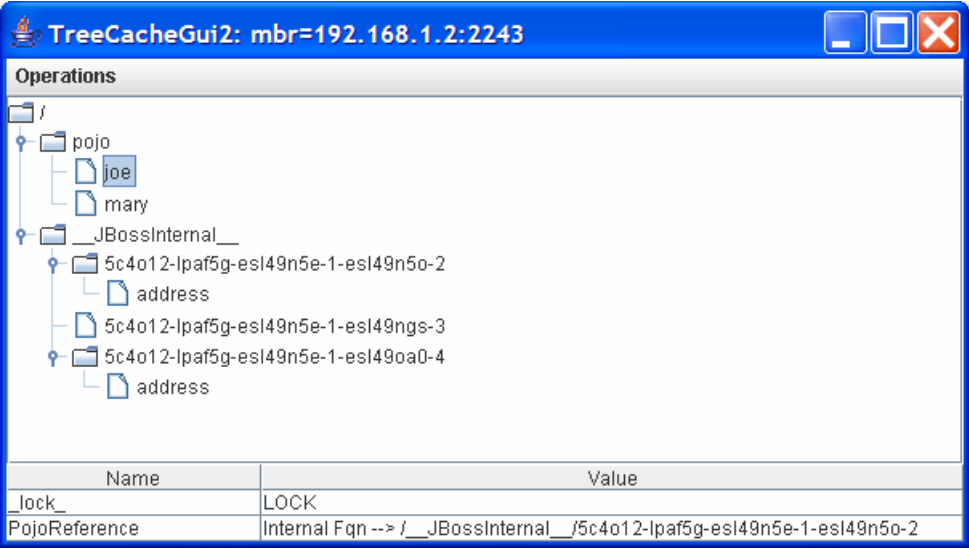 TreeCacheGui2: mbr=192.168.1.2:2243
Operations
/
pojo
joe
mary
__JBossInternal__
5c4o12-lpaf5g-esl49n5e-1-esl49n5o-2
address
5c4o12-lpaf5g-esl49n5e-1-esl49ngs-3
5c4o12-lpaf5g-esl49n5e-1-esl49oa0-4
address
Name Value
_lock_ LOCK
PojoReference Internal Fqn --> /__JBossInternal__/5c4o12-lpaf5g-esl49n5e-1-esl49n5o-2